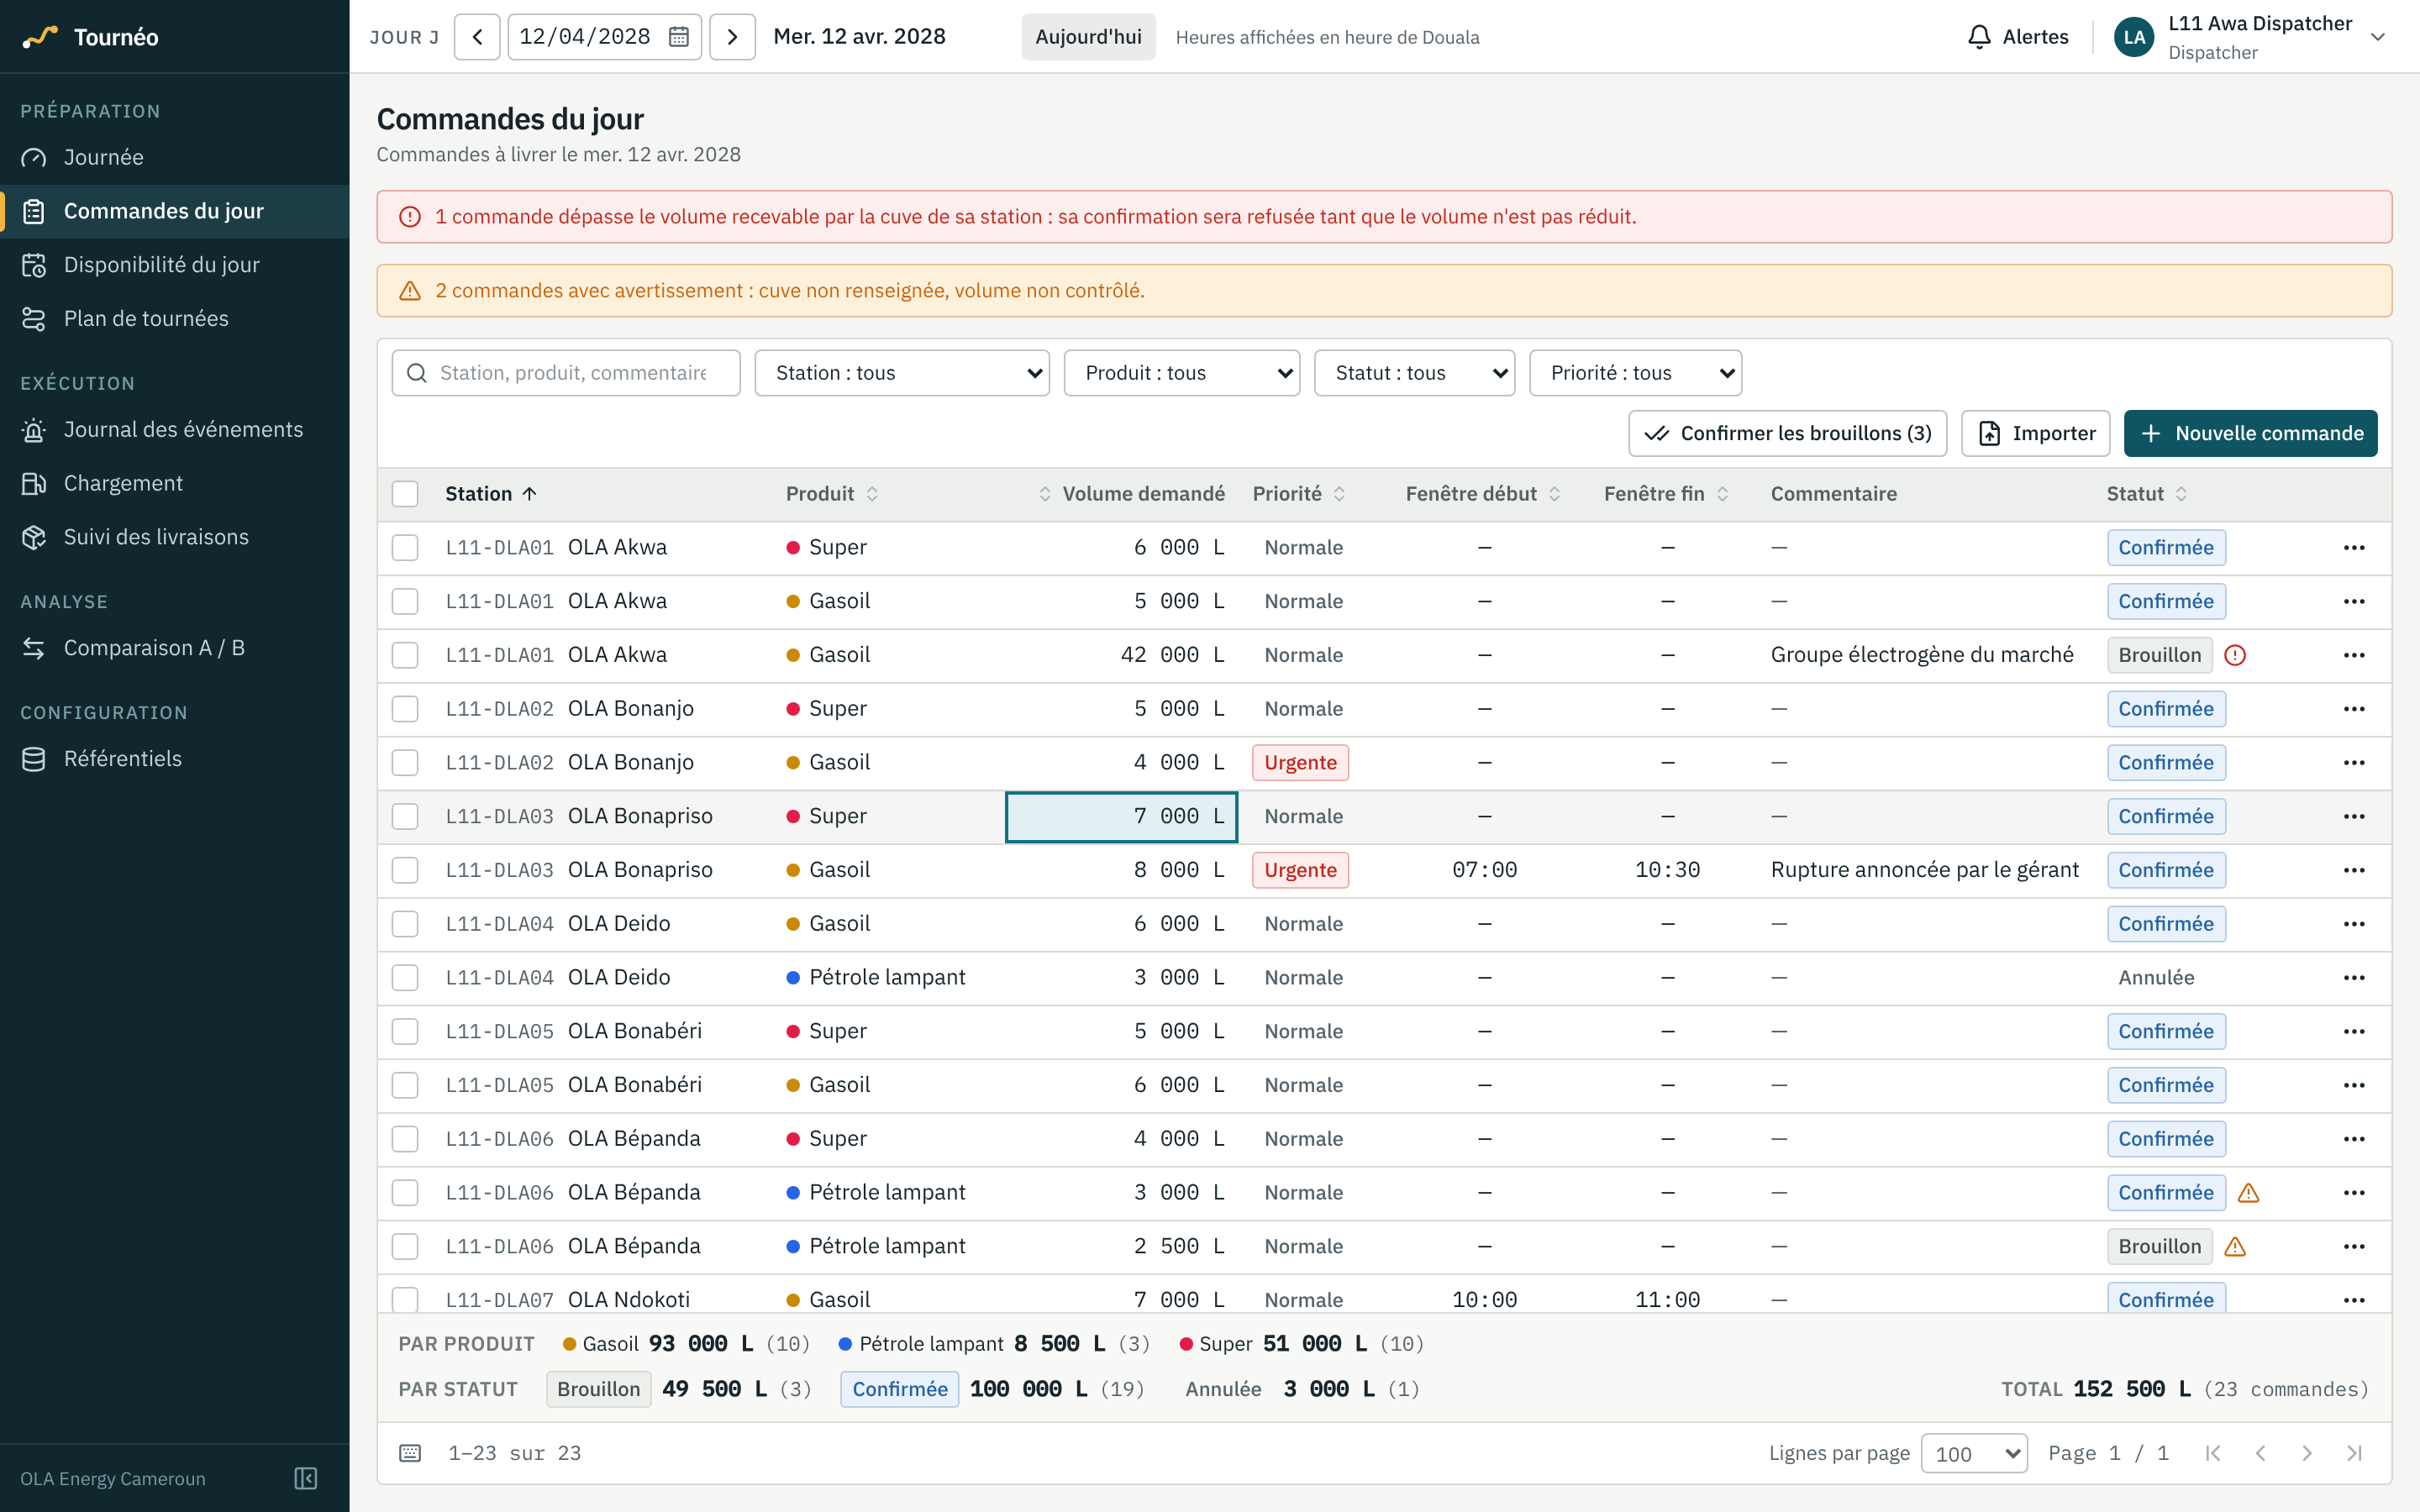 Tournéo
JOUR J 12/04/2028 Mer. 12 avr. 2028 Aujourd'hui Heures affichées en heure de Douala Alertes LA L11 Awa Dispatcher
Dispatcher
PRÉPARATION
Journée
Commandes du jour
Disponibilité du jour
Plan de tournées
EXÉCUTION
Journal des événements
Chargement
Suivi des livraisons
ANALYSE
Comparaison A / B
CONFIGURATION
Référentiels
OLA Energy Cameroun
Commandes du jour
Commandes à livrer le mer. 12 avr. 2028
1 commande dépasse le volume recevable par la cuve de sa station : sa confirmation sera refusée tant que le volume n'est pas réduit.
2 commandes avec avertissement : cuve non renseignée, volume non contrôlé.
Station, produit, commentaire Station : tous Produit : tous Statut : tous Priorité : tous
Confirmer les brouillons (3) Importer Nouvelle commande
Station Produit Volume demandé Priorité Fenêtre début Fenêtre fin Commentaire Statut
L11-DLA01 OLA Akwa Super 6 000 L Normale — — — Confirmée
L11-DLA01 OLA Akwa Gasoil 5 000 L Normale — — — Confirmée
L11-DLA01 OLA Akwa Gasoil 42 000 L Normale — — Groupe électrogène du marché Brouillon
L11-DLA02 OLA Bonanjo Super 5 000 L Normale — — — Confirmée
L11-DLA02 OLA Bonanjo Gasoil 4 000 L Urgente — — — Confirmée
L11-DLA03 OLA Bonapriso Super 7 000 L Normale — — — Confirmée
L11-DLA03 OLA Bonapriso Gasoil 8 000 L Urgente 07:00 10:30 Rupture annoncée par le gérant Confirmée
L11-DLA04 OLA Deido Gasoil 6 000 L Normale — — — Confirmée
L11-DLA04 OLA Deido Pétrole lampant 3 000 L Normale — — — Annulée
L11-DLA05 OLA Bonabéri Super 5 000 L Normale — — — Confirmée
L11-DLA05 OLA Bonabéri Gasoil 6 000 L Normale — — — Confirmée
L11-DLA06 OLA Bépanda Super 4 000 L Normale — — — Confirmée
L11-DLA06 OLA Bépanda Pétrole lampant 3 000 L Normale — — — Confirmée
L11-DLA06 OLA Bépanda Pétrole lampant 2 500 L Normale — — — Brouillon
L11-DLA07 OLA Ndokoti Gasoil 7 000 L Normale 10:00 11:00 — Confirmée
PAR PRODUIT Gasoil 93 000 L (10) Pétrole lampant 8 500 L (3) Super 51 000 L (10)
PAR STATUT Brouillon 49 500 L (3) Confirmée 100 000 L (19) Annulée 3 000 L (1) TOTAL 152 500 L (23 commandes)
1–23 sur 23 Lignes par page 100 Page 1 / 1